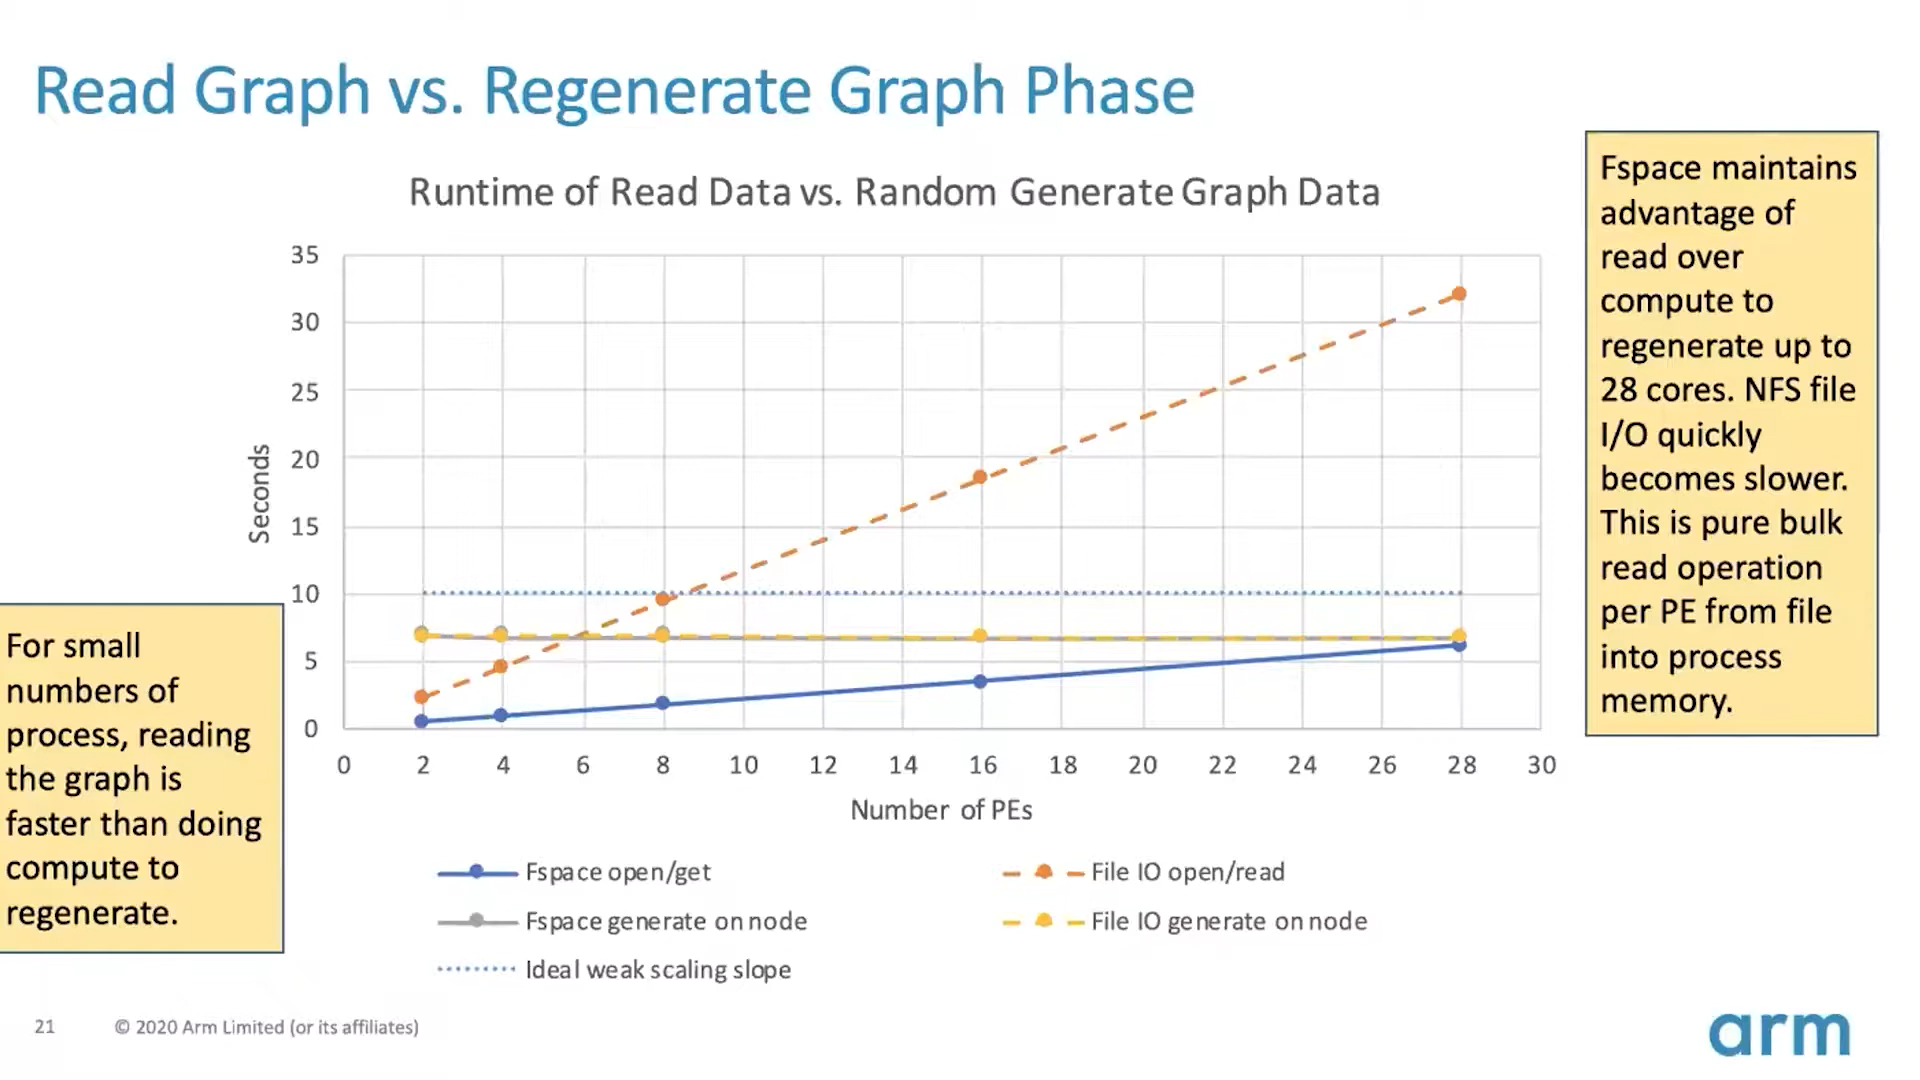 Read Graph vs. Regenerate Graph Phase
Runtime of Read Data vs. Random Generate Graph Data
35
30
25
20
15
10
5
0
Seconds
0 2 4 6 8 10 12 14 16 18 20 22 24 26 28 30
Number of PEs
Fspace open/get
File IO open/read
Fspace generate on node
File IO generate on node
Ideal weak scaling slope
For small
numbers of
process, reading
the graph is
faster than doing
compute to
regenerate.
Fspace maintains
advantage of
read over
compute to
regenerate up to
28 cores. NFS file
I/O quickly
becomes slower.
This is pure bulk
read operation
per PE from file
into process
memory.
21 © 2020 Arm Limited (or its affiliates)
arm